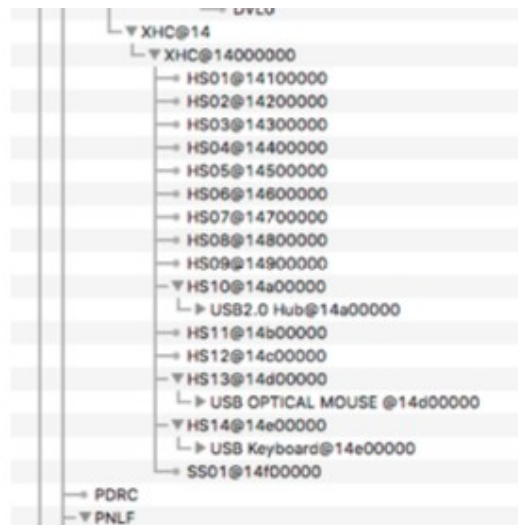 XHC@14
XHC@14000000
HS01@14100000
HS02@14200000
HS03@14300000
HS04@14400000
HS05@14500000
HS06@14600000
HS07@14700000
HS08@14800000
HS09@14900000
HS10@14a00000
USB2.0 Hub@14a00000
HS11@14b00000
HS12@14c00000
HS13@14d00000
USB OPTICAL MOUSE @14d00000
HS14@14e00000
USB Keyboard@14e00000
SS01@14f00000
PDRC
PNLF